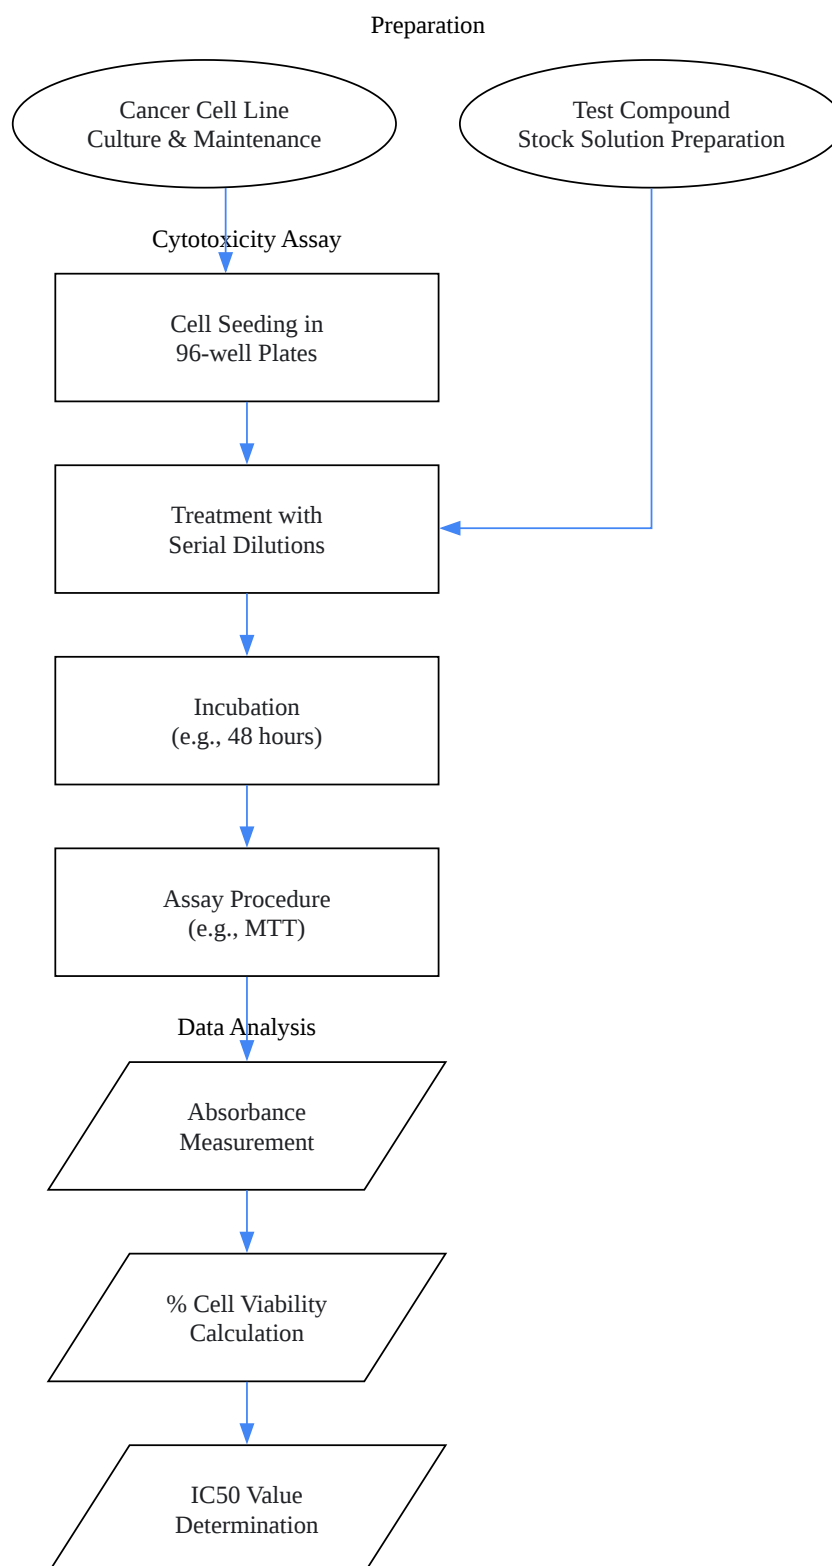 Preparation
Cancer Cell Line
Culture & Maintenance
Test Compound
Stock Solution Preparation
Cytotoxicity Assay
Cell Seeding in
96-well Plates
Treatment with
Serial Dilutions
Incubation
(e.g., 48 hours)
Assay Procedure
(e.g., MTT)
Data Analysis
Absorbance
Measurement
% Cell Viability
Calculation
IC50 Value
Determination